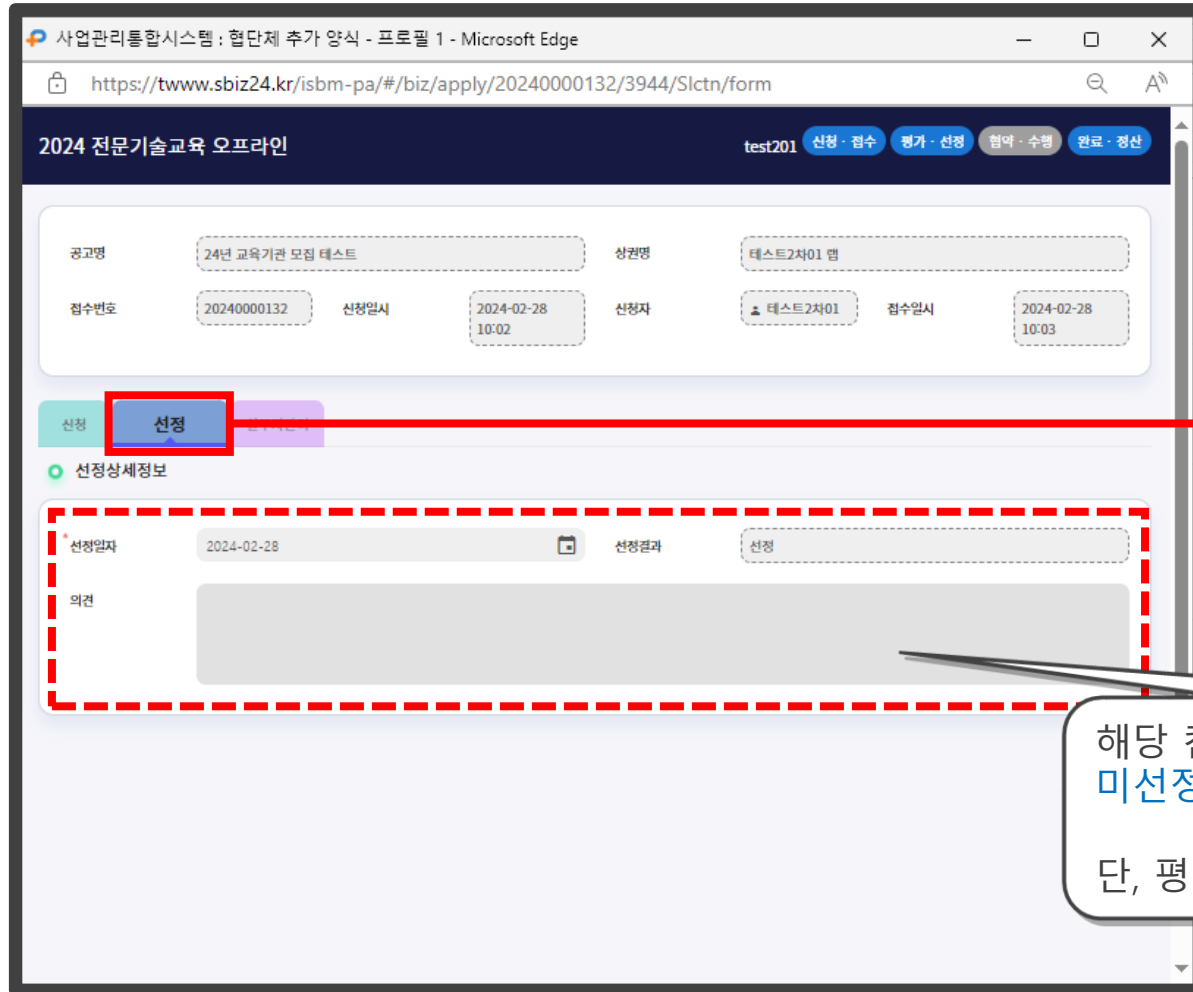 사업관리통합시스템 : 협단체 추가 양식 - 프로필 1 - Microsoft Edge
https://twww.sbiz24.kr/isbm-pa/#/biz/apply/20240000132/3944/Slctn/form
2024 전문기술교육 오프라인 test201 신청 · 접수 평가 · 선정 협약 · 수행 완료 · 정산
공고명 24년 교육기관 모집 테스트 상권명 테스트2차01 랩
접수번호 20240000132 신청일시 2024-02-28 10:02 신청자 테스트2차01 접수일시 2024-02-28 10:03
신청 선정
선정상세정보
*선정일자 2024-02-28 선정결과 선정
의견
해당
미선정
단, 평